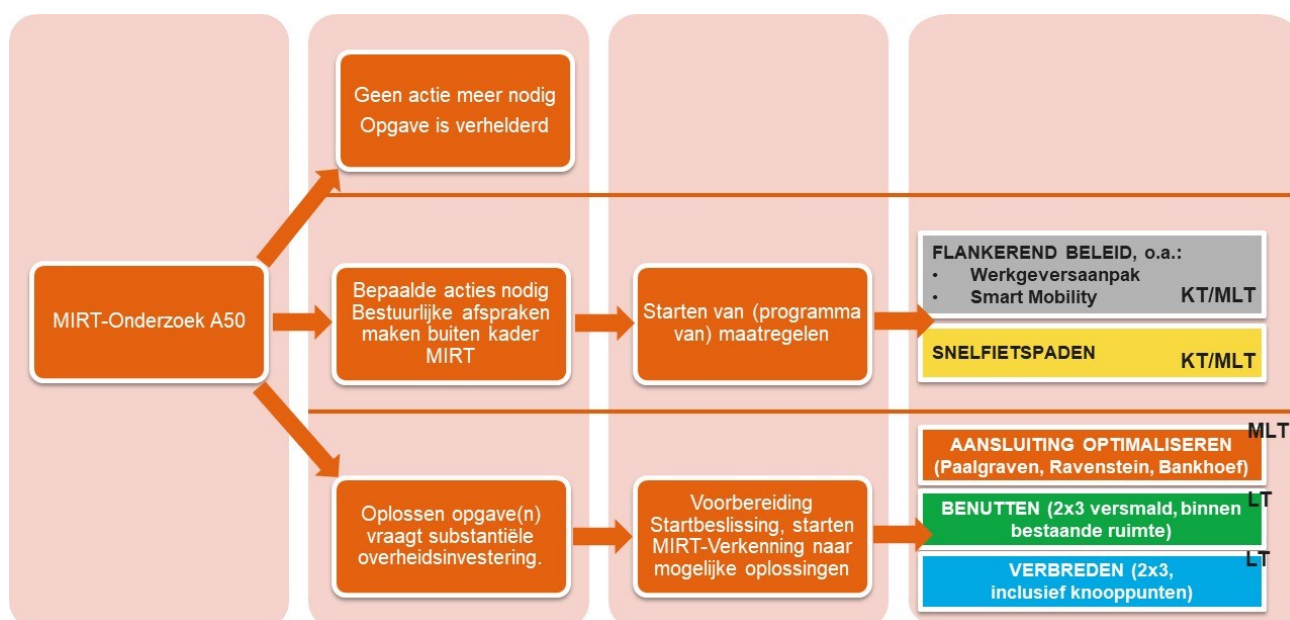 Geen actie meer nodig
Opgave is verhelderd
MIRT-Onderzoek A50
Bepaalde acties nodig
Bestuurlijke afspraken
maken buiten kader
MIRT
Starten van (programma
van) maatregelen
FLANKEREND BELEID, o.a.:
• Werkgeversaanpak
• Smart Mobility
KT/MLT
SNELFIETSPADEN
KT/MLT
Oplossen opgave(n)
vraagt substantiële
overheidsinvestering.
Voorbereiding
Startbeslissing, starten
MIRT-Verkenning naar
mogelijke oplossingen
MLT
AANSLUITING OPTIMALISEREN
(Paalgraven, Ravenstein, Bankhoef)
LT
BENUTTEN (2x3 versmald, binnen
bestaande ruimte)
LT
VERBREDEN (2x3,
inclusief knooppunten)